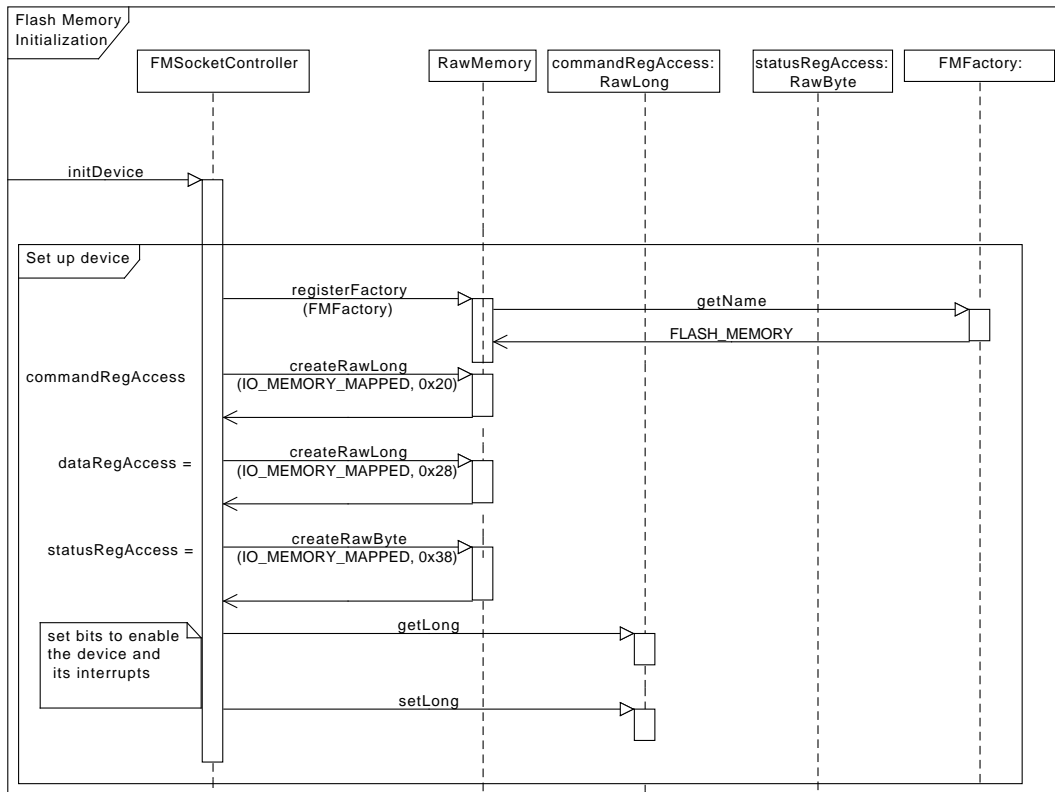 Flash Memory
Initialization
FMSocketController
RawMemory
commandRegAccess:
RawLong
statusRegAccess:
RawByte
FMFactory:
initDevice
Set up device
registerFactory
(FMFactory)
getName
FLASH_MEMORY
commandRegAccess
createRawLong
(IO_MEMORY_MAPPED, 0x20)
dataRegAccess =
createRawLong
(IO_MEMORY_MAPPED, 0x28)
statusRegAccess =
createRawByte
(IO_MEMORY_MAPPED, 0x38)
set bits to enable
the device and
its interrupts
getLong
setLong